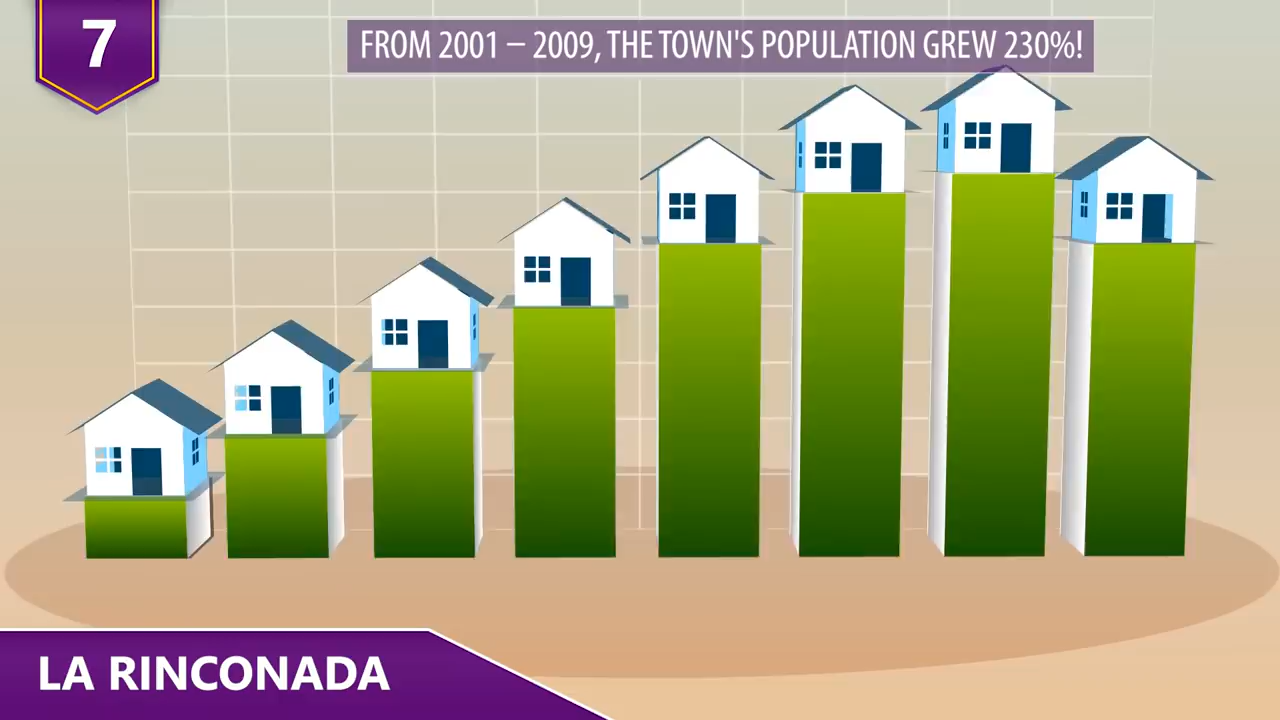 7
FROM 2001 – 2009, THE TOWN'S POPULATION GREW 230%!
LA RINCONADA